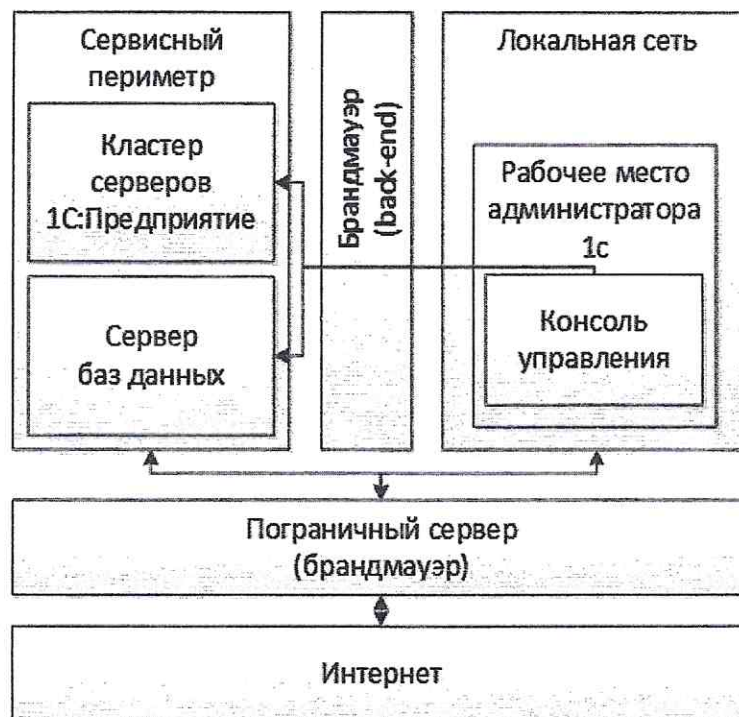 Сервисный
периметр
Кластер
серверов
1С:Предприятие
Сервер
баз данных
Брандмауэр
(back-end)
Локальная сеть
Рабочее место
администратора
1с
Консоль
управления
Пограничный сервер
(брандмауэр)
Интернет